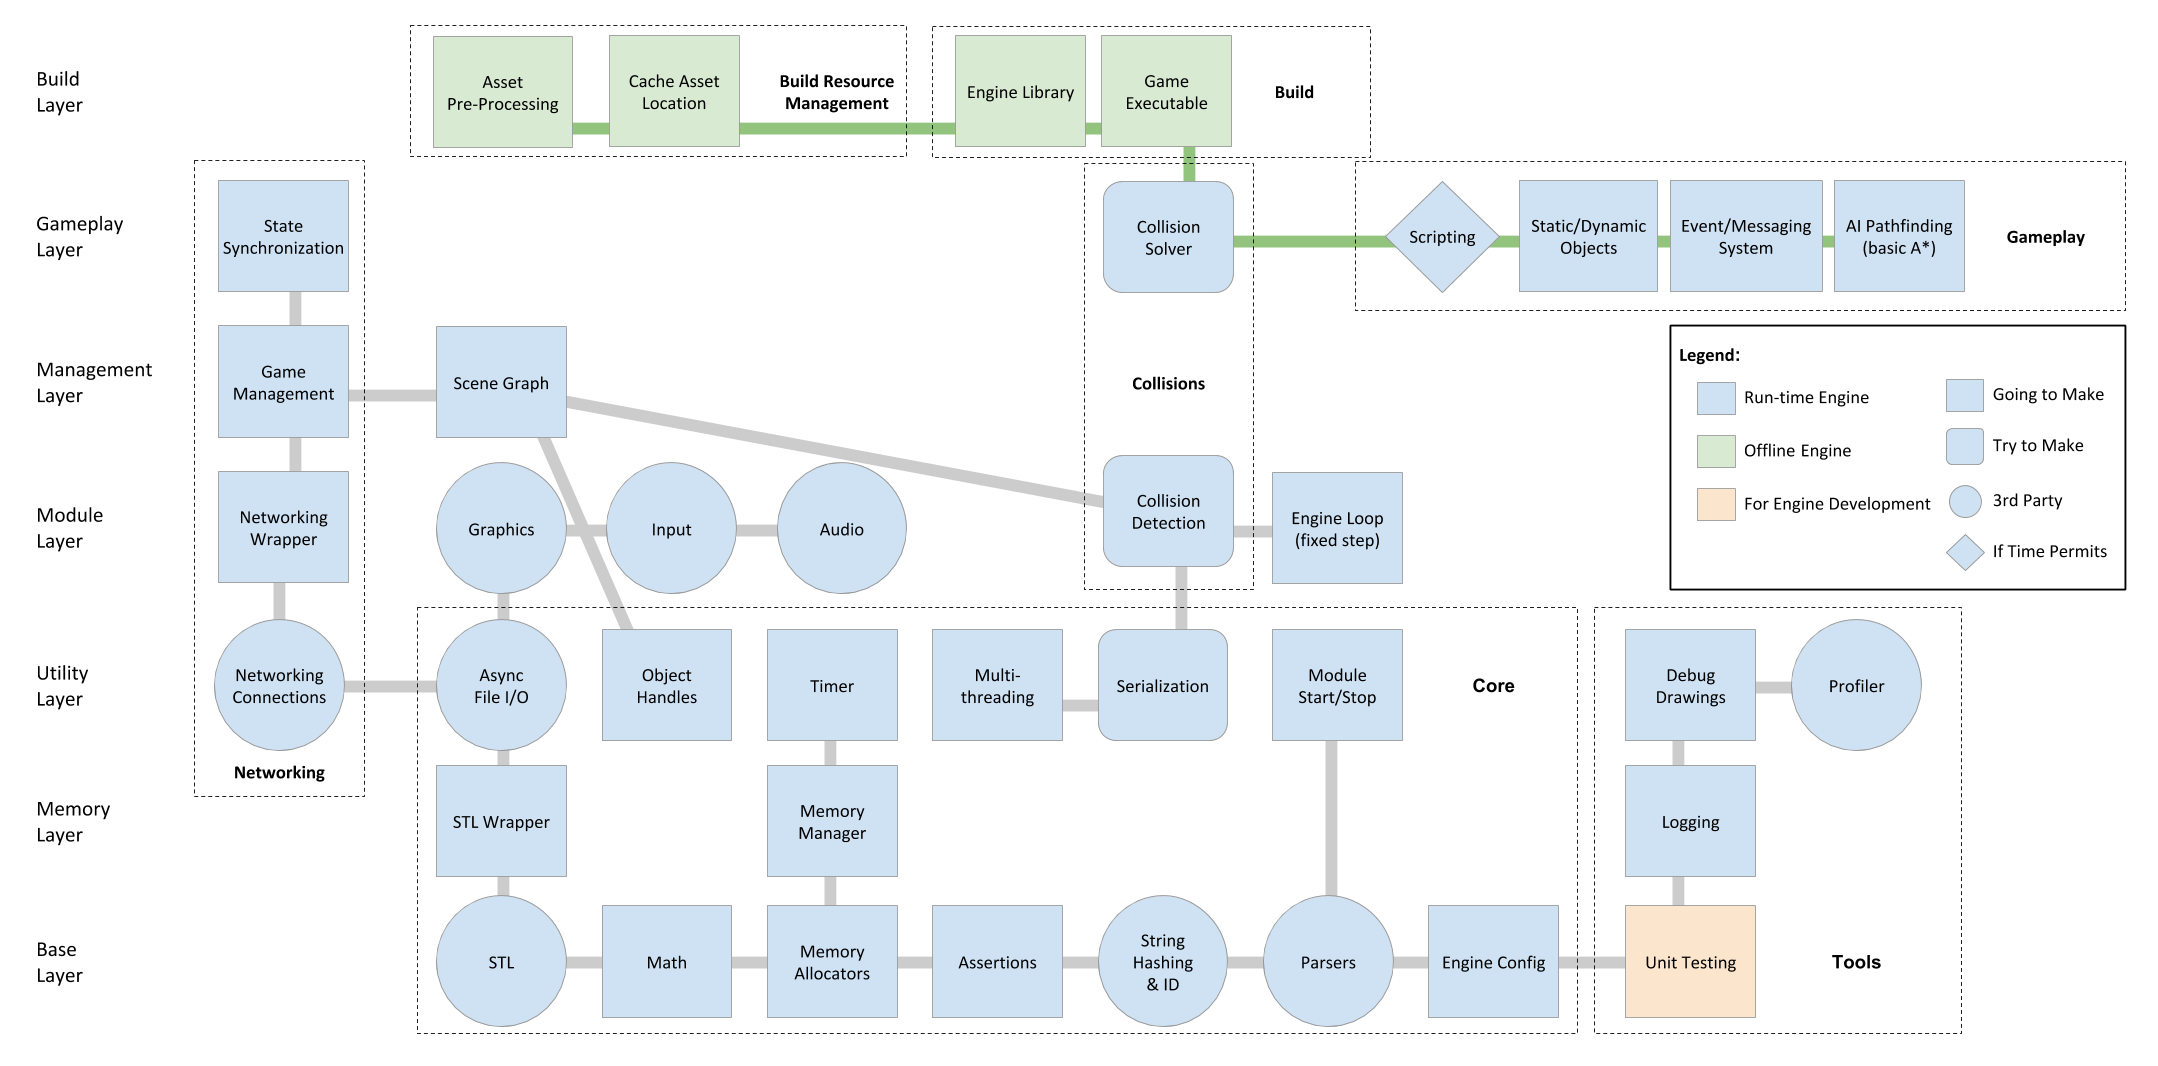 Build
Layer
Asset
Pre-Processing
Cache Asset
Location
Build Resource
Management
Engine Library
Game
Executable
Build
Gameplay
Layer
State
Synchronization
Collision
Solver
Scripting
Static/Dynamic
Objects
Event/Messaging
System
AI Pathfinding
(basic A*)
Gameplay
Management
Layer
Game
Management
Scene Graph
Collisions
Legend:
Run-time Engine
Going to Make
Offline Engine
Try to Make
For Engine Development
3rd Party
If Time Permits
Module
Layer
Networking
Wrapper
Graphics
Input
Audio
Collision
Detection
Engine Loop
(fixed step)
Utility
Layer
Networking
Connections
Networking
Async
File I/O
Object
Handles
Timer
Multi-
threading
Serialization
Module
Start/Stop
Core
Debug
Drawings
Profiler
Memory
Layer
STL Wrapper
Memory
Manager
Logging
Base
Layer
STL
Math
Memory
Allocators
Assertions
String
Hashing
& ID
Parsers
Engine Config
Unit Testing
Tools